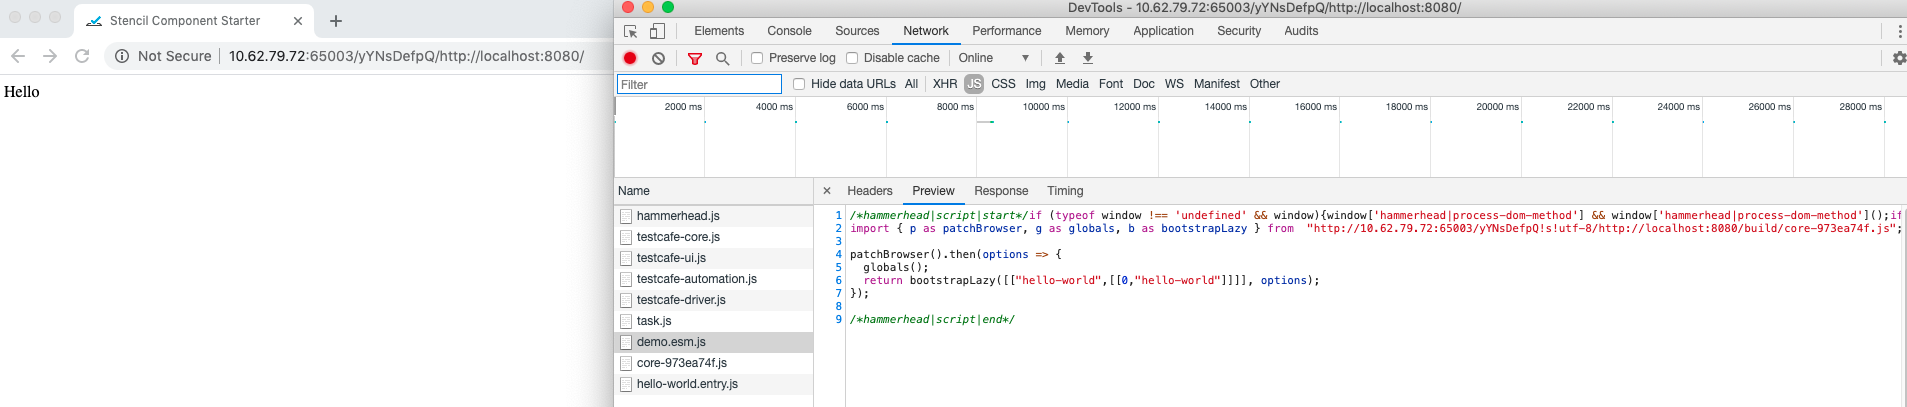 Stencil Component Starter
Not Secure | 10.62.79.72:65003/yYNsDefpQ/http://localhost:8080/
Hello
DevTools - 10.62.79.72:65003/yYNsDefpQ/http://localhost:8080/
Elements Console Sources Network Performance Memory Application Security Audits
Preserve log Disable cache Online
Filter Hide data URLs All XHR JS CSS Img Media Font Doc WS Manifest Other
2000 ms 4000 ms 6000 ms 8000 ms 10000 ms 12000 ms 14000 ms 16000 ms 18000 ms 20000 ms 22000 ms 24000 ms 26000 ms 28000 ms
Name
hammerhead.js
testcafe-core.js
testcafe-ui.js
testcafe-automation.js
testcafe-driver.js
task.js
demo.esm.js
core-973ea74f.js
hello-world.entry.js
× Headers Preview Response Timing
1 /*hammerhead|script|start*/if (typeof window !== 'undefined' && window){window['hammerhead|process-dom-method'] && window['hammerhead|process-dom-method']();if
2 import { p as patchBrowser, g as globals, b as bootstrapLazy } from  "http://10.62.79.72:65003/yYNsDefpQ!s!utf-8/http://localhost:8080/build/core-973ea74f.js";
3
4 patchBrowser().then(options => {
5   globals();
6   return bootstrapLazy([["hello-world",[[0,"hello-world"]]]], options);
7 });
8
9 /*hammerhead|script|end*/